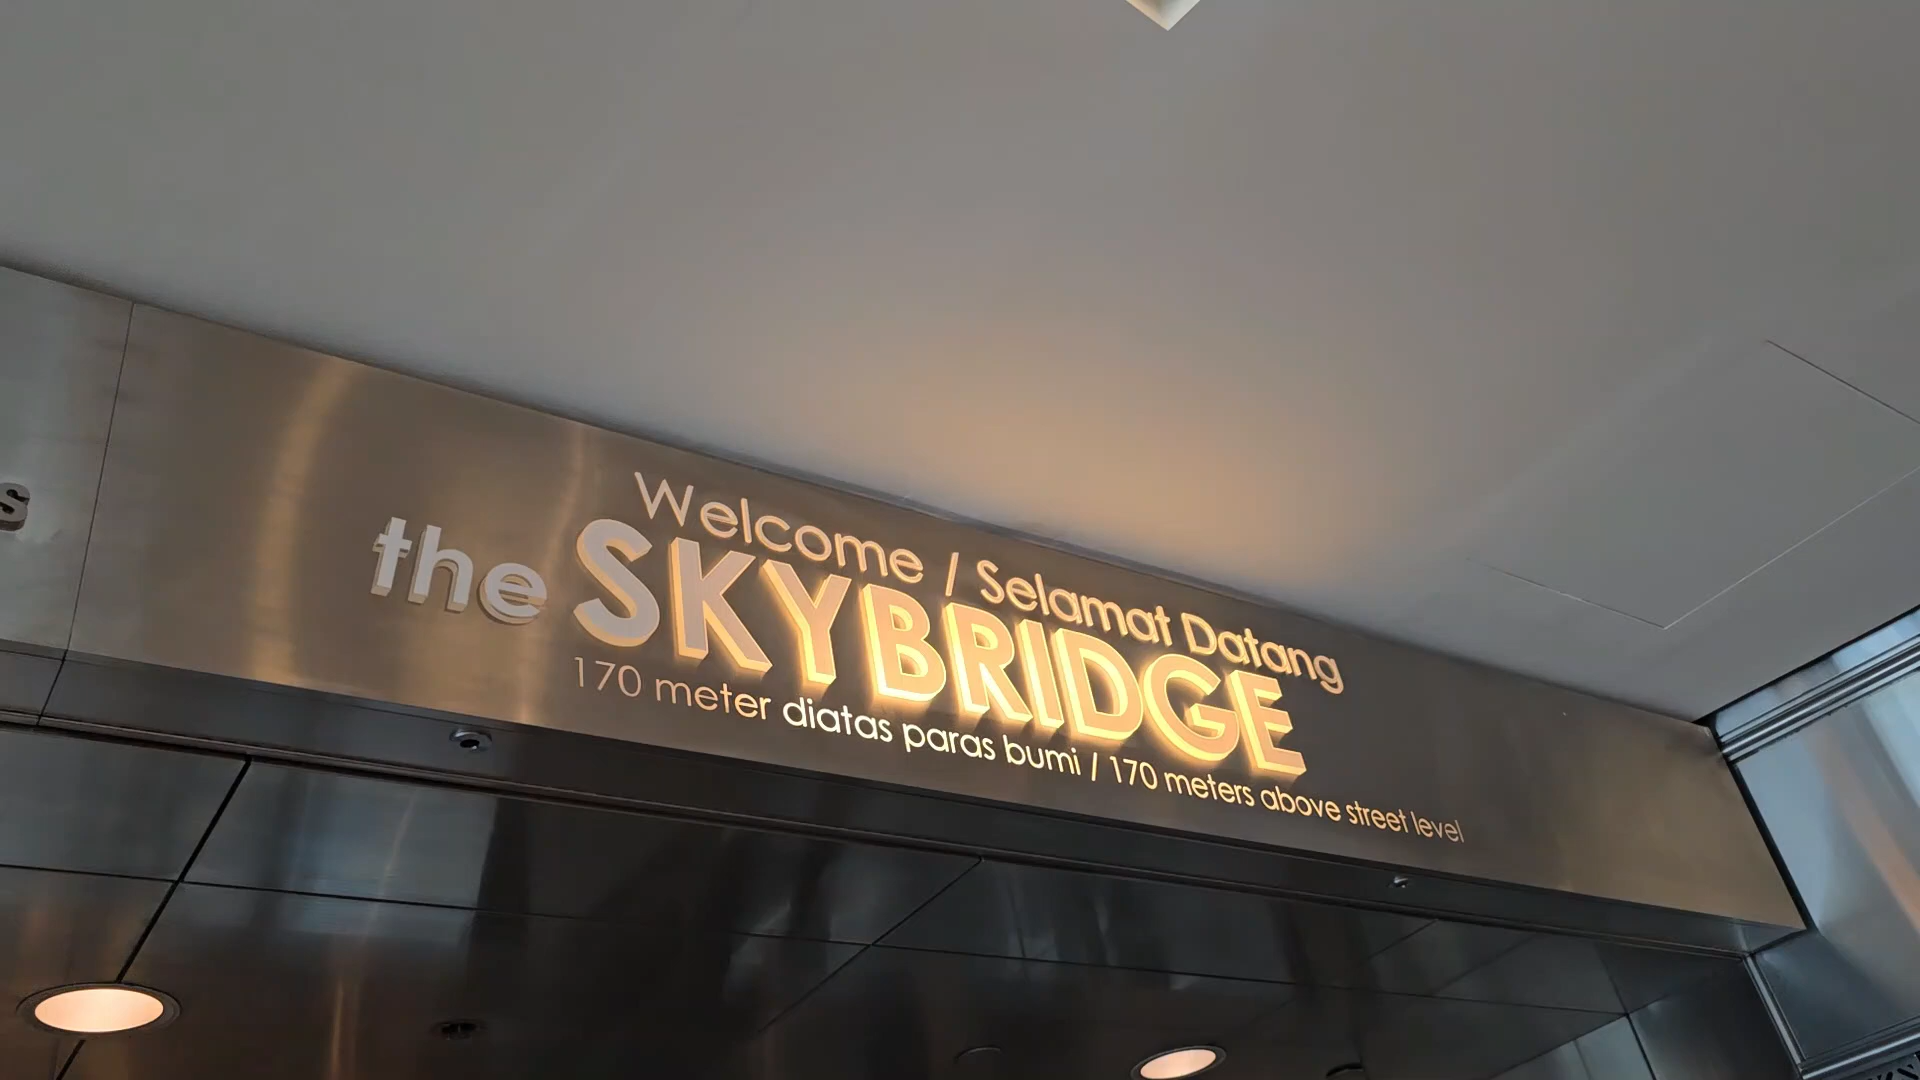 Welcome / Selamat Datang
the SKYBRIDGE
170 meter diatas paras bumi / 170 meters above street level